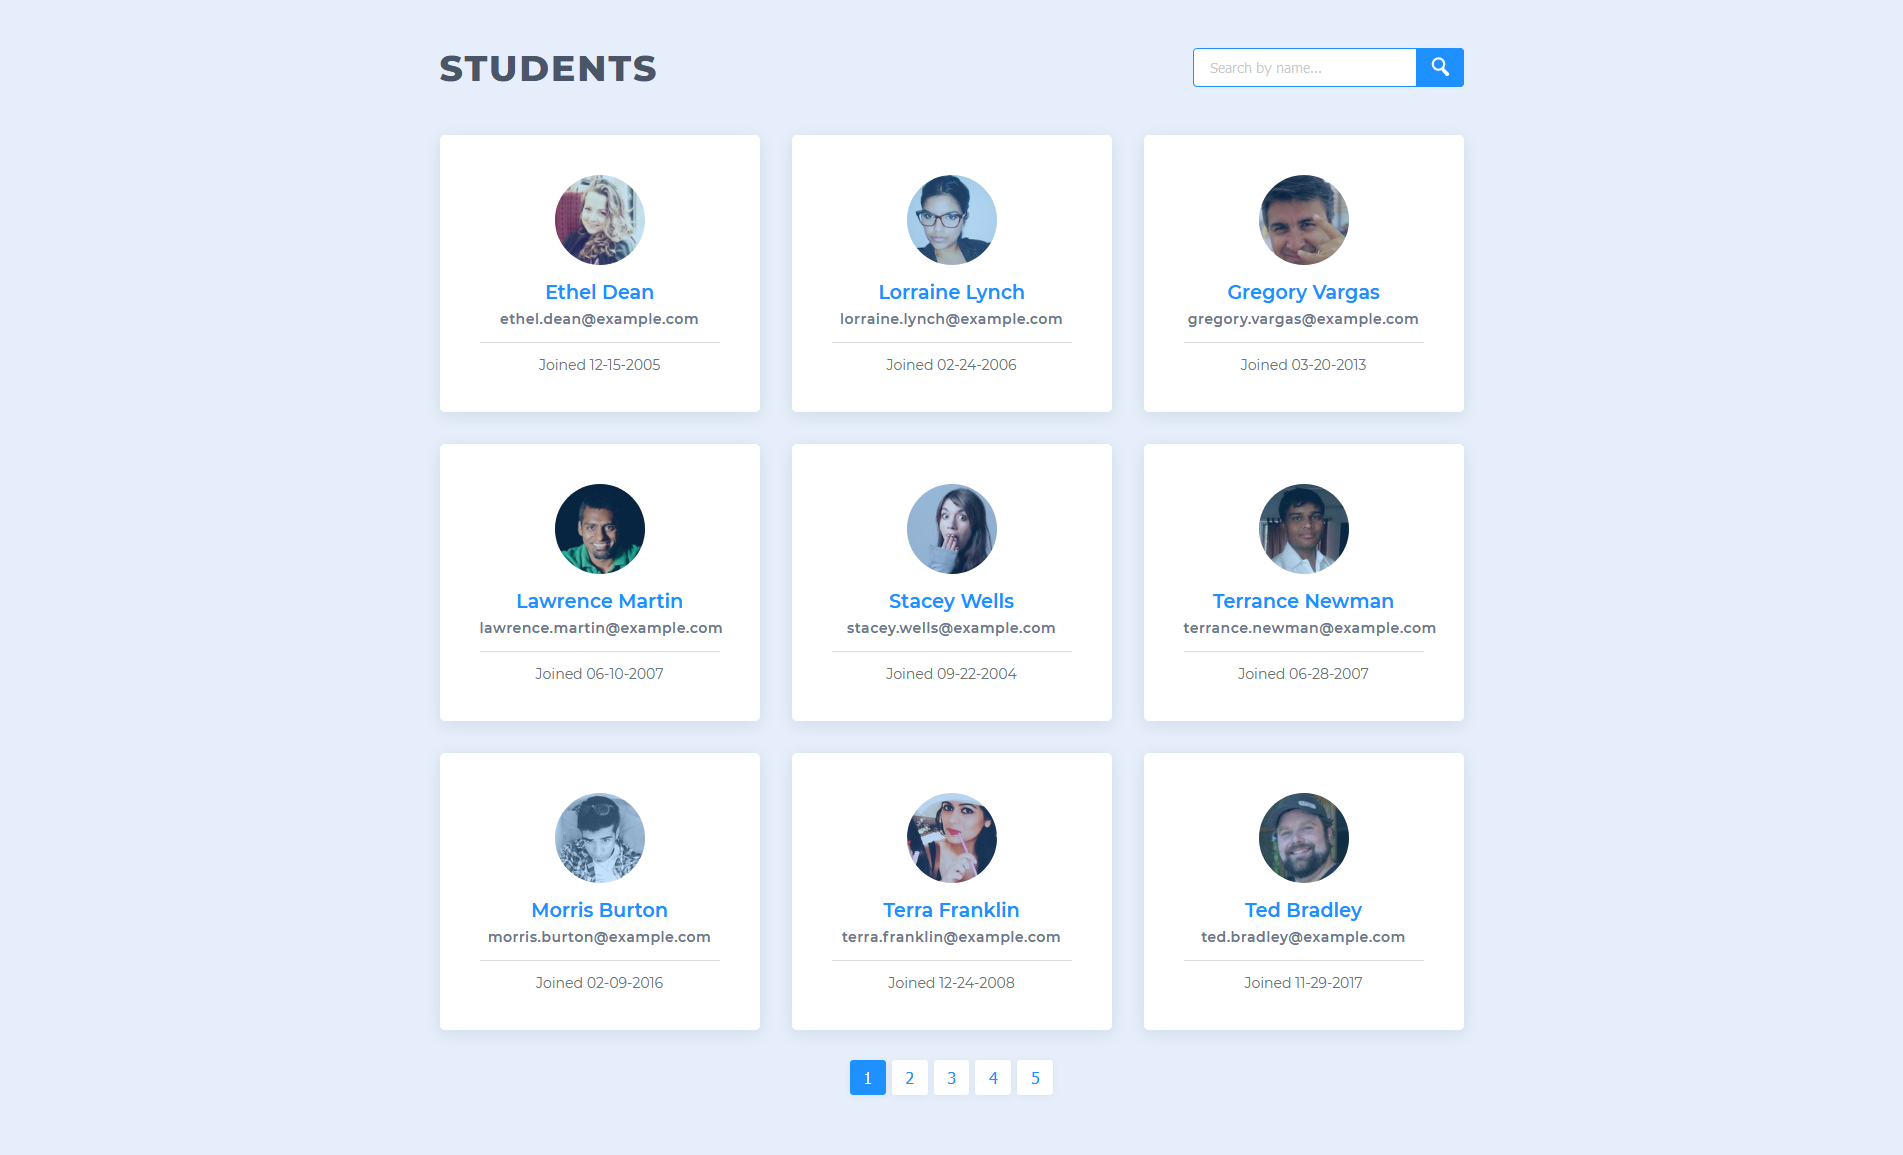 STUDENTS
Search by name...
Ethel Dean
ethel.dean@example.com
Joined 12-15-2005
Lorraine Lynch
lorraine.lynch@example.com
Joined 02-24-2006
Gregory Vargas
gregory.vargas@example.com
Joined 03-20-2013
Lawrence Martin
lawrence.martin@example.com
Joined 06-10-2007
Stacey Wells
stacey.wells@example.com
Joined 09-22-2004
Terrance Newman
terrance.newman@example.com
Joined 06-28-2007
Morris Burton
morris.burton@example.com
Joined 02-09-2016
Terra Franklin
terra.franklin@example.com
Joined 12-24-2008
Ted Bradley
ted.bradley@example.com
Joined 11-29-2017
1 2 3 4 5